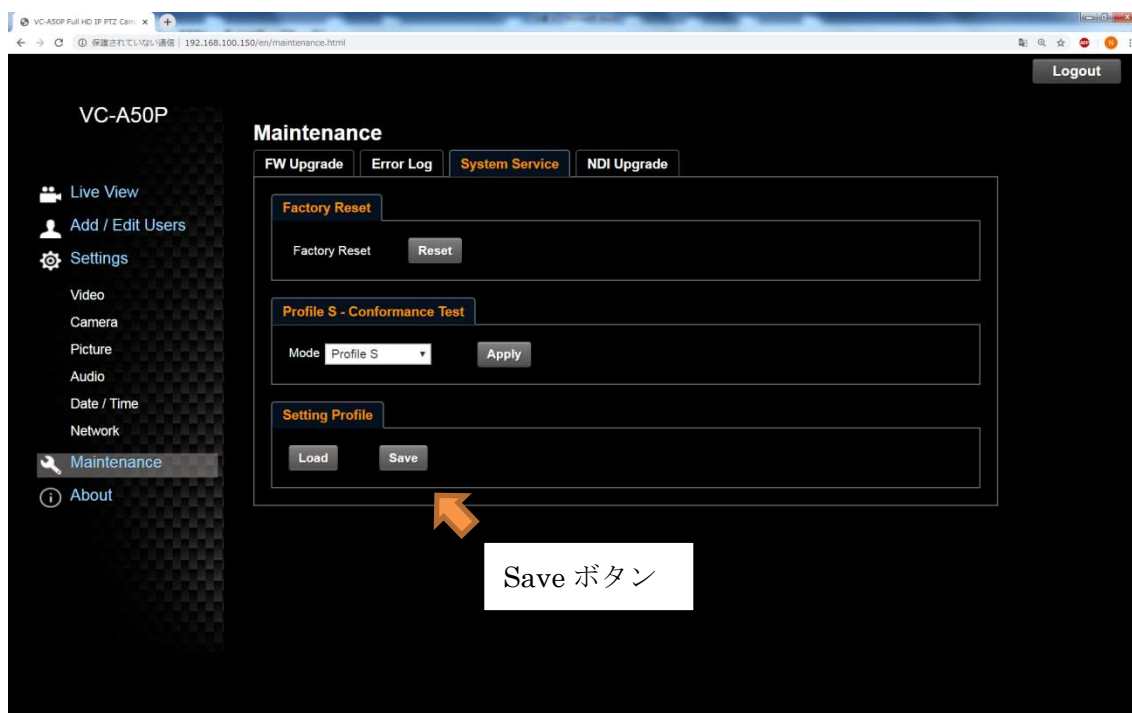 VC-A50P Full HD IP PTZ Cam
保護されていない通信 | 192.168.100.150/en/maintenance.html
Logout
VC-A50P
Maintenance
FW Upgrade Error Log System Service NDI Upgrade
Live View
Add / Edit Users
Settings
Video
Camera
Picture
Audio
Date / Time
Network
Maintenance
About
Factory Reset
Factory Reset Reset
Profile S - Conformance Test
Mode Profile S Apply
Setting Profile
Load Save
Save ボタン